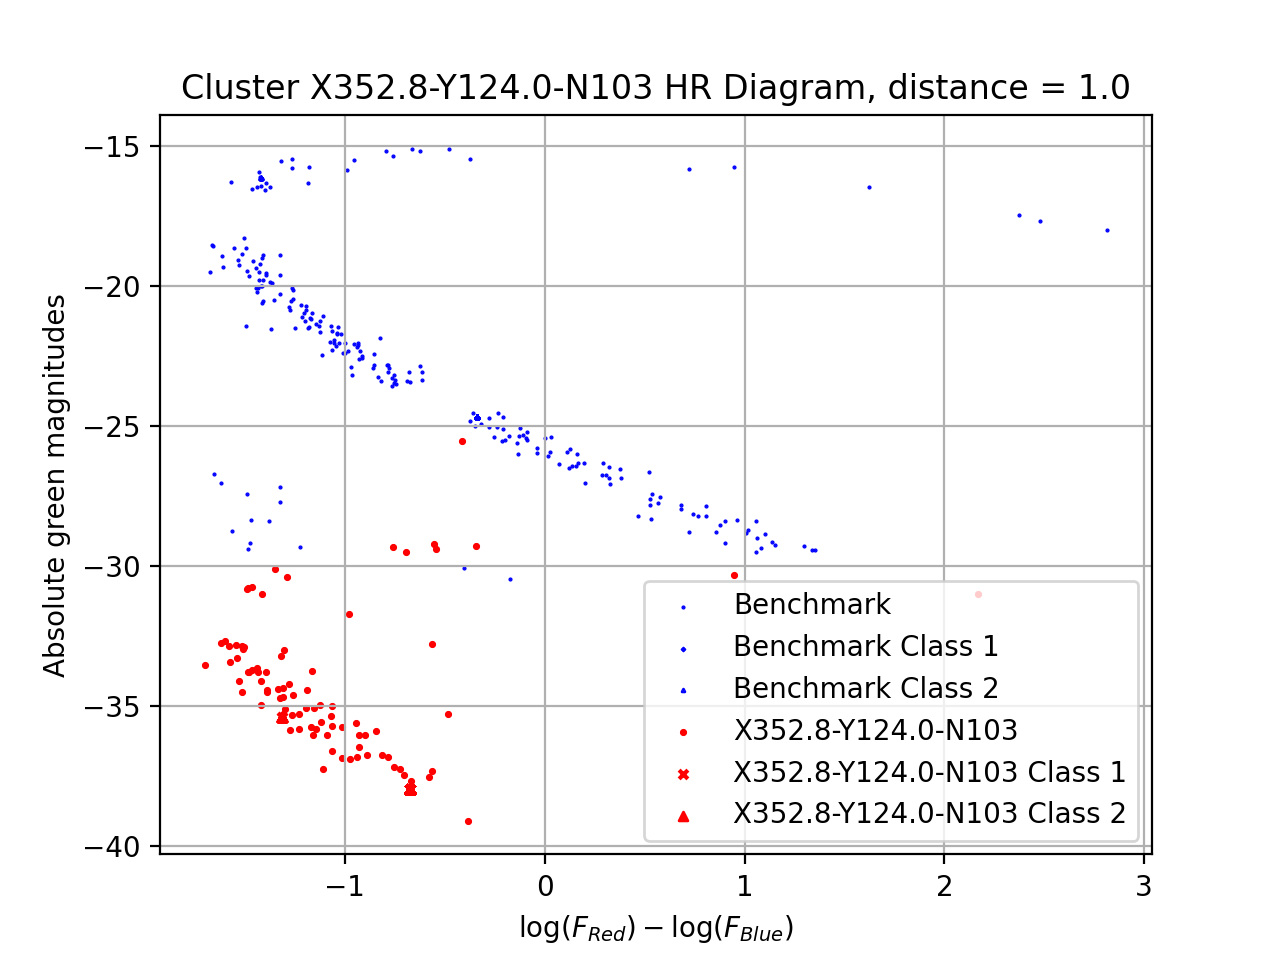 Cluster X352.8-Y124.0-N103 HR Diagram, distance = 1.0
Absolute green magnitudes
−15
−20
−25
−30
−35
−40
Benchmark
Benchmark Class 1
Benchmark Class 2
X352.8-Y124.0-N103
X352.8-Y124.0-N103 Class 1
X352.8-Y124.0-N103 Class 2
−1 0 1 2 3
log(F_Red) − log(F_Blue)